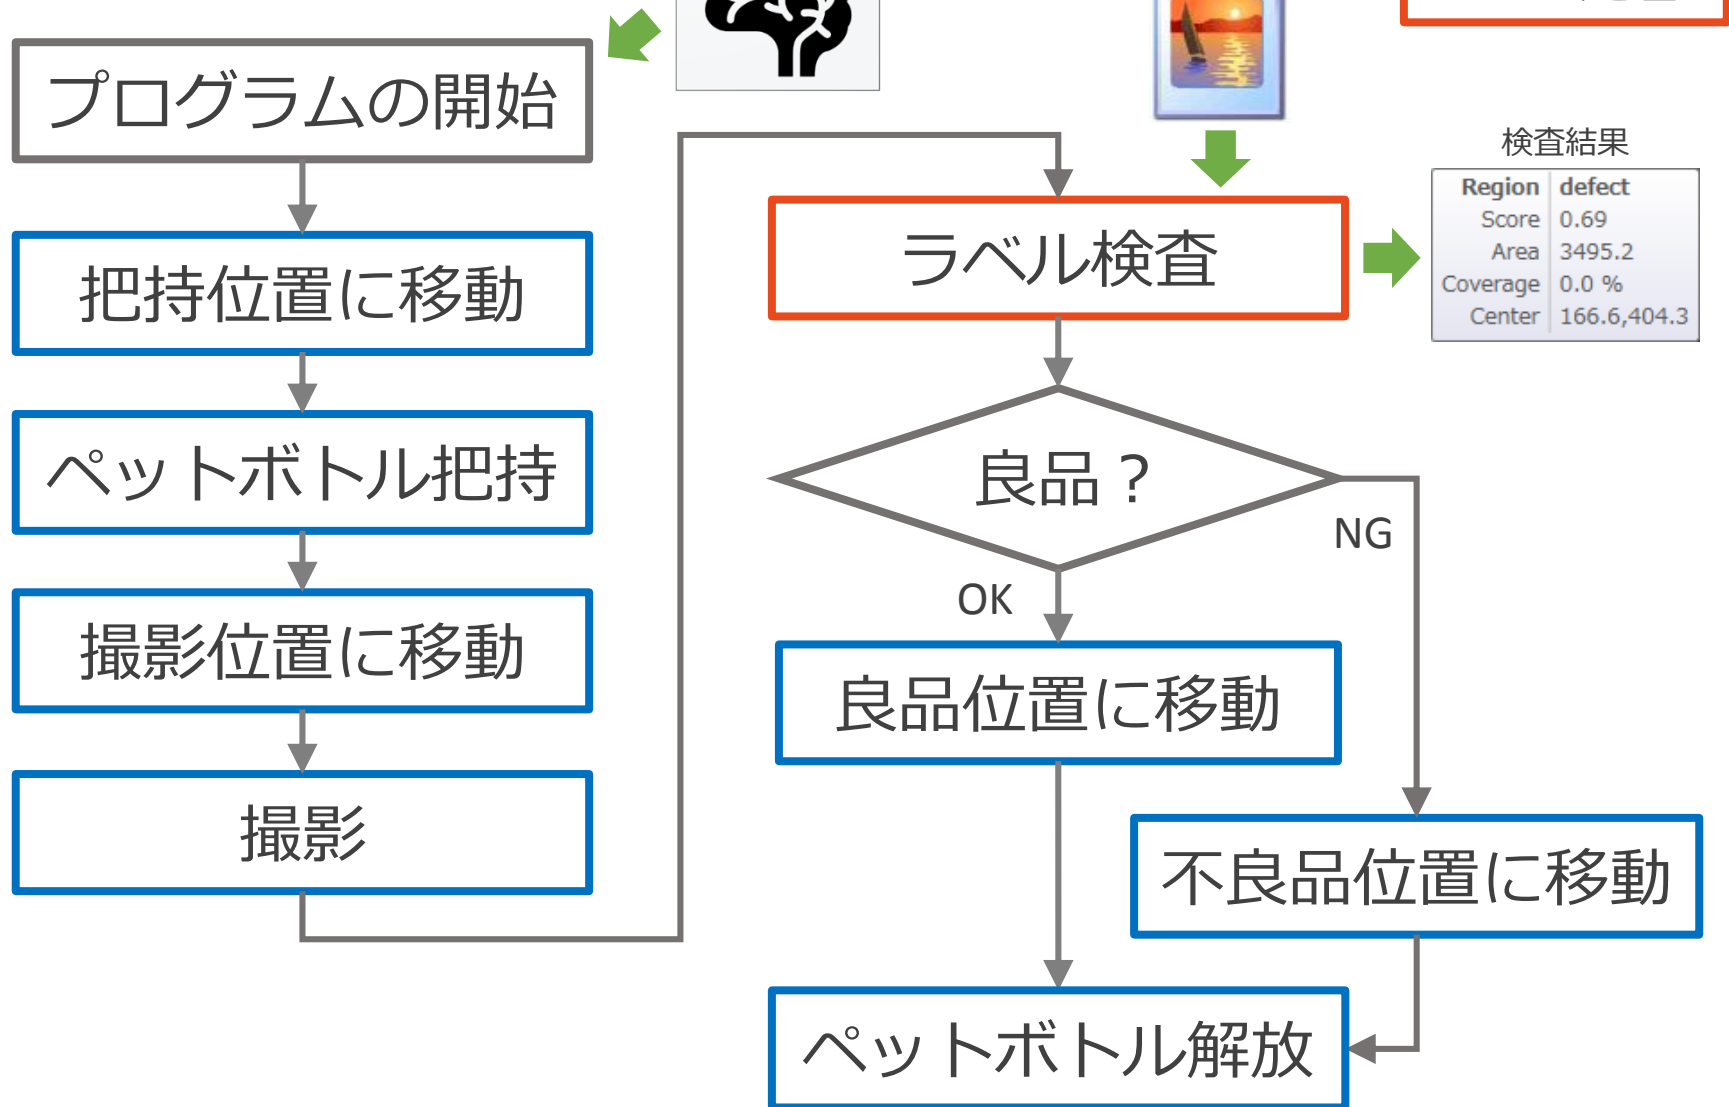 プログラムの開始
把持位置に移動
ペットボトル把持
撮影位置に移動
撮影
ラベル検査
検査結果
Region defect
Score 0.69
Area 3495.2
Coverage 0.0 %
Center 166.6,404.3
良品？
NG
OK
良品位置に移動
不良品位置に移動
ペットボトル解放